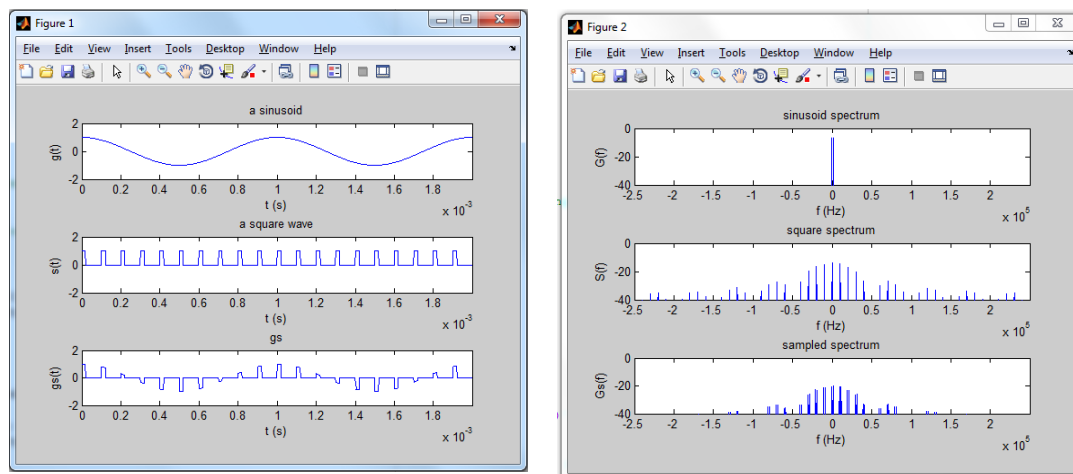 Figure 1
File Edit View Insert Tools Desktop Window Help
a sinusoid
2
0
-2
g(t)
0 0.2 0.4 0.6 0.8 1 1.2 1.4 1.6 1.8
t (s)
x 10^-3
a square wave
2
0
-2
s(t)
0 0.2 0.4 0.6 0.8 1 1.2 1.4 1.6 1.8
t (s)
x 10^-3
gs
2
0
-2
gs(t)
0 0.2 0.4 0.6 0.8 1 1.2 1.4 1.6 1.8
t (s)
x 10^-3
Figure 2
File Edit View Insert Tools Desktop Window Help
sinusoid spectrum
0
-20
-40
G(f)
-2.5 -2 -1.5 -1 -0.5 0 0.5 1 1.5 2
f (Hz)
x 10^5
square spectrum
0
-20
-40
S(f)
-2.5 -2 -1.5 -1 -0.5 0 0.5 1 1.5 2
f (Hz)
x 10^5
sampled spectrum
0
-20
-40
Gs(f)
-2.5 -2 -1.5 -1 -0.5 0 0.5 1 1.5 2
f (Hz)
x 10^5